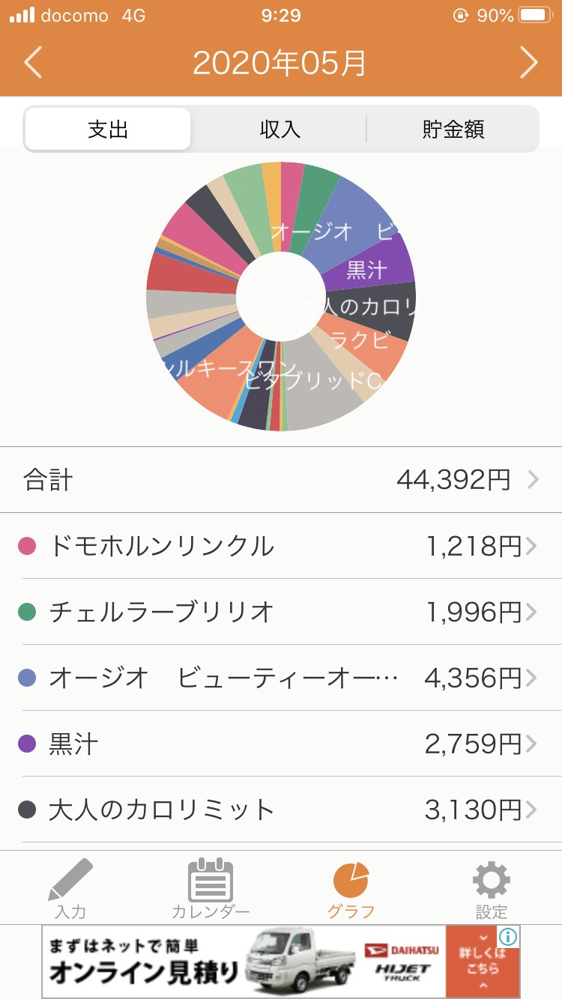 docomo 4G 9:29 90%
2020年05月
支出 収入 貯金額
オージオ ビ…
黒汁
大人のカロリ…
ラクビ
シルキースワン
ビタブリッドC
合計 44,392円
ドモホルンリンクル 1,218円
チェルラーブリリオ 1,996円
オージオ ビューティーオー… 4,356円
黒汁 2,759円
大人のカロリミット 3,130円
入力 カレンダー グラフ 設定
まずはネットで簡単
オンライン見積り
DAIHATSU
HIJET
TRUCK
詳しくは
こちら